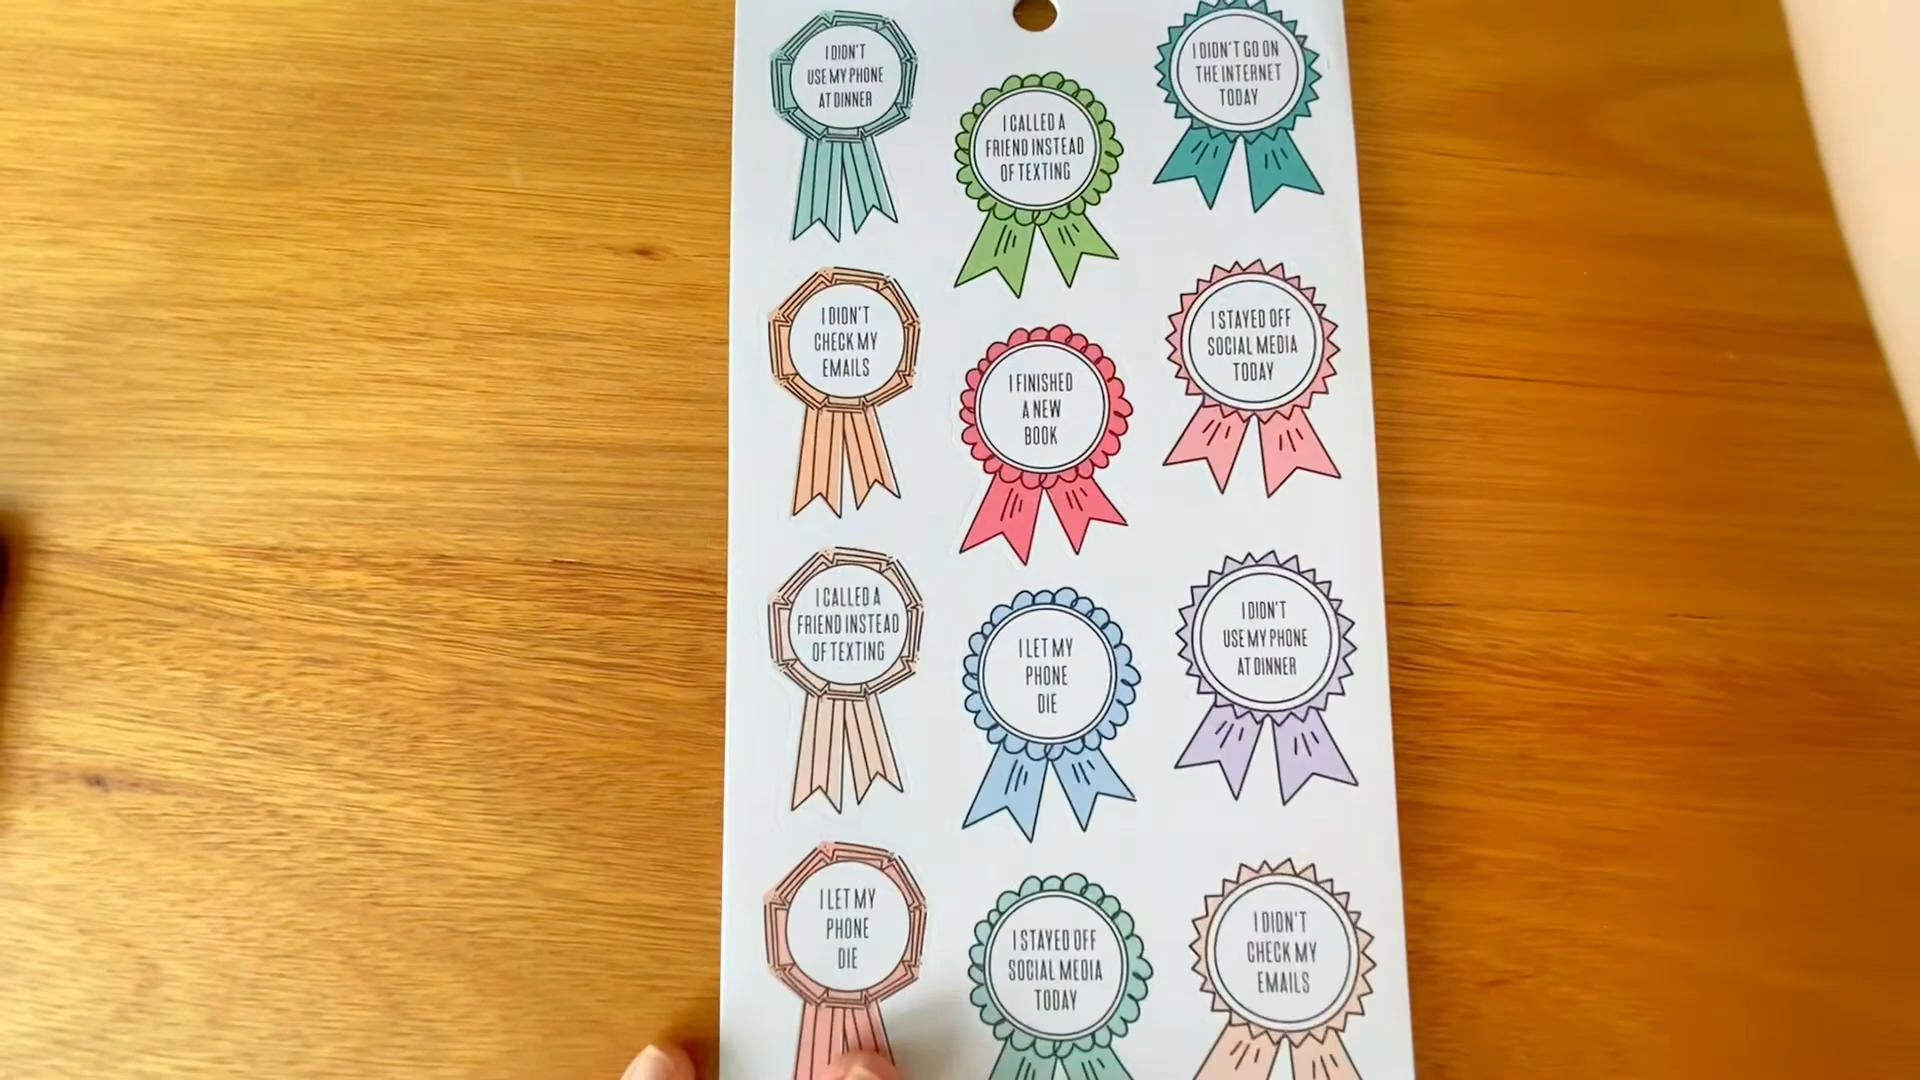 I DIDN'T
USE MY PHONE
AT DINNER
I CALLED A
FRIEND INSTEAD
OF TEXTING
I DIDN'T GO ON
THE INTERNET
TODAY
I DIDN'T
CHECK MY
EMAILS
I FINISHED
A NEW
BOOK
I STAYED OFF
SOCIAL MEDIA
TODAY
I CALLED A
FRIEND INSTEAD
OF TEXTING
I LET MY
PHONE
DIE
I DIDN'T
USE MY PHONE
AT DINNER
I LET MY
PHONE
DIE
I STAYED OFF
SOCIAL MEDIA
TODAY
I DIDN'T
CHECK MY
EMAILS